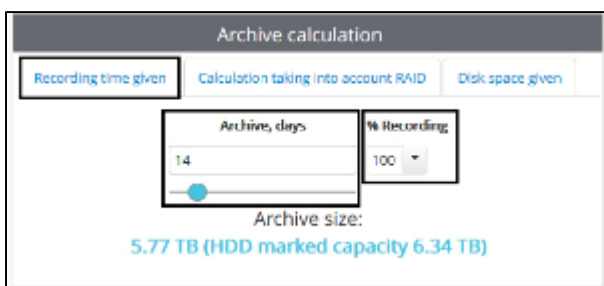 Archive calculation
Recording time given Calculation taking into account RAID Disk space given
Archive, days % Recording
14 100
Archive size:
5.77 TB (HDD marked capacity 6.34 TB)